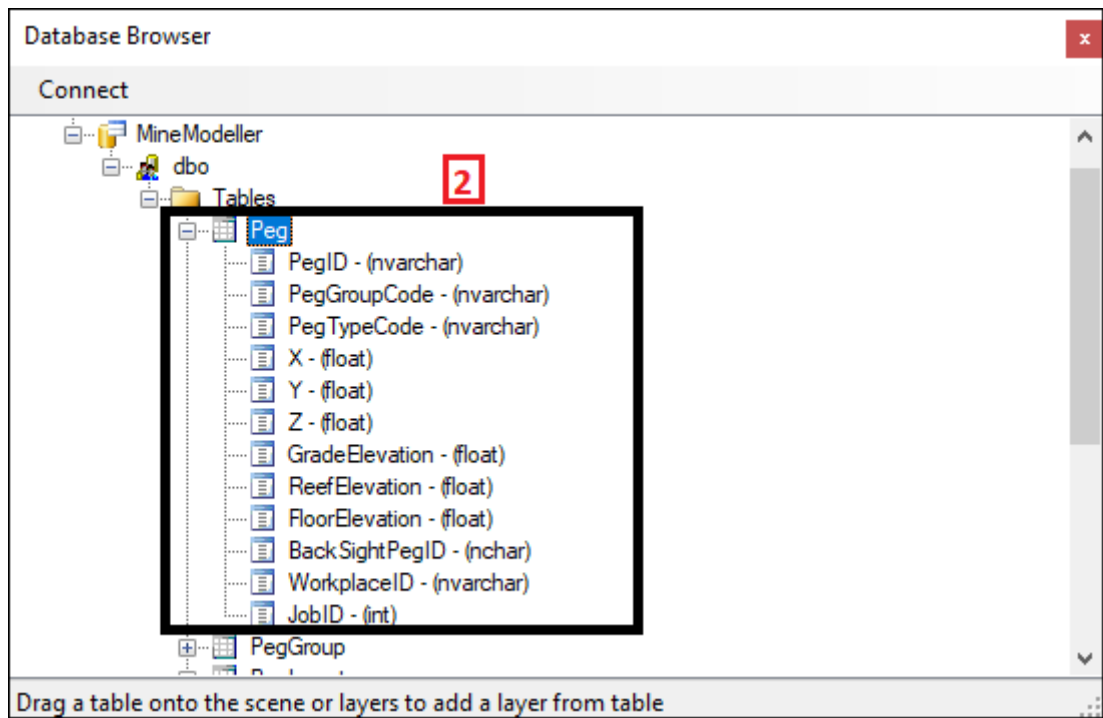 Database Browser
x
Connect
MineModeller
dbo
2
Tables
Peg
PegID - (nvarchar)
PegGroupCode - (nvarchar)
PegTypeCode - (nvarchar)
X - (float)
Y - (float)
Z - (float)
GradeElevation - (float)
ReefElevation - (float)
FloorElevation - (float)
BackSightPegID - (nchar)
WorkplaceID - (nvarchar)
JobID - (int)
PegGroup
Drag a table onto the scene or layers to add a layer from table